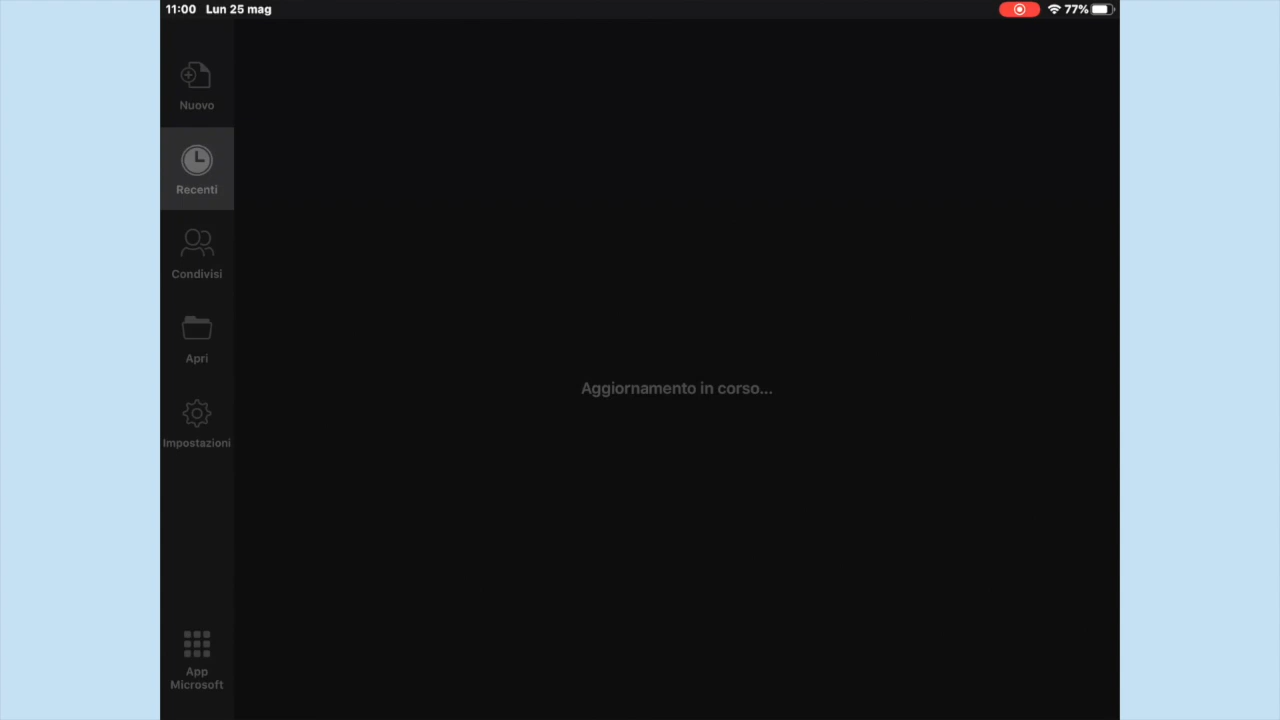 11:00 Lun 25 mag
77%
Nuovo
Recenti
Condivisi
Apri
Impostazioni
Aggiornamento in corso...
App
Microsoft